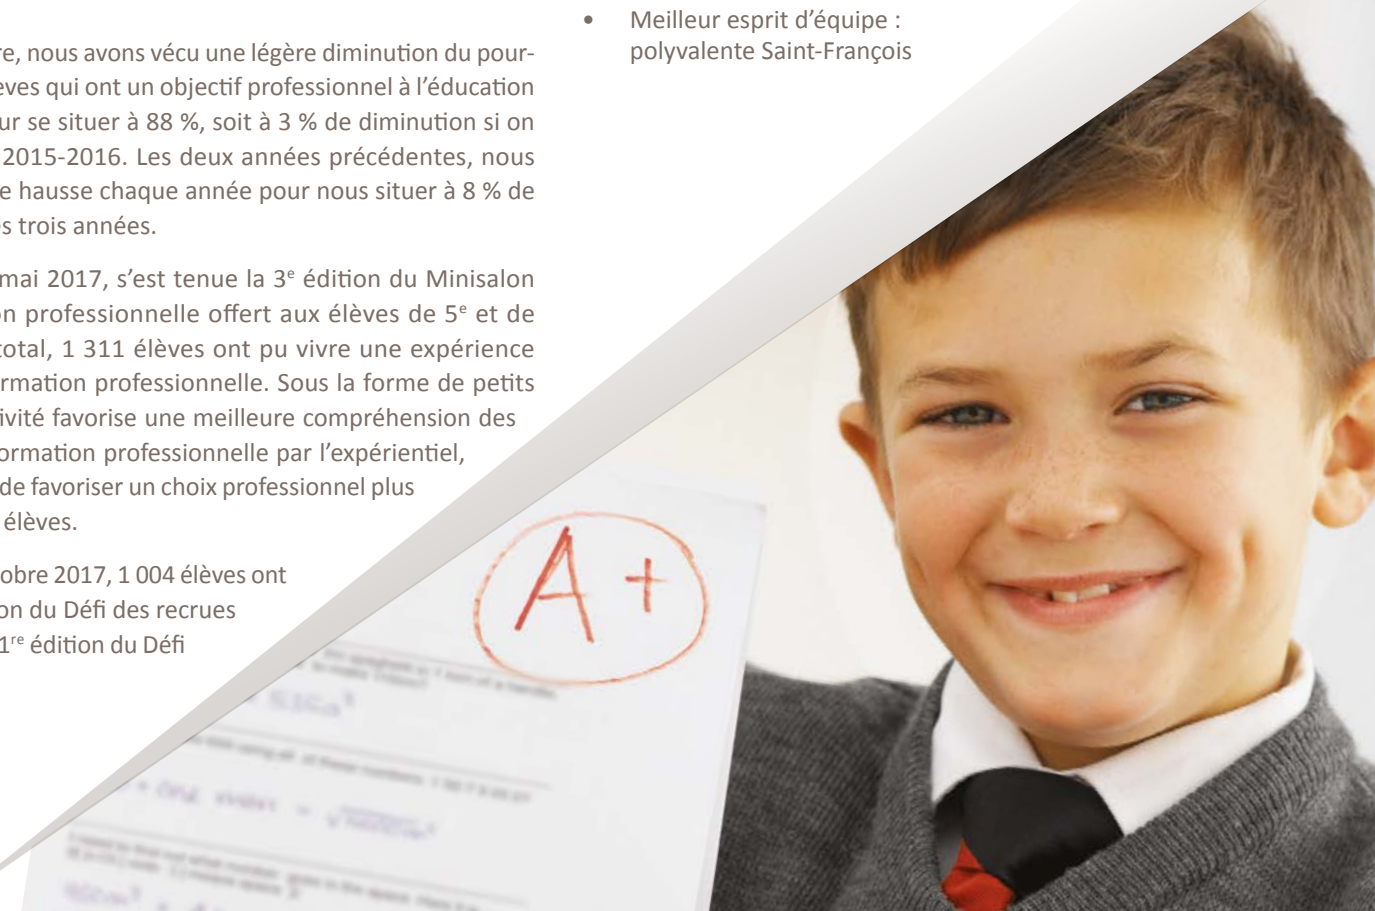 re, nous avons vécu une légère diminution du pour-
eves qui ont un objectif professionnel à l’éducation
ur se situer à 88 %, soit à 3 % de diminution si on
2015-2016. Les deux années précédentes, nous
e hausse chaque année pour nous situer à 8 % de
es trois années.
mai 2017, s’est tenue la 3e édition du Minisalon
on professionnelle offert aux élèves de 5e et de
total, 1 311 élèves ont pu vivre une expérience
ormation professionnelle. Sous la forme de petits
ivité favorise une meilleure compréhension des
ormation professionnelle par l’expérientiel,
de favoriser un choix professionnel plus
élèves.
obre 2017, 1 004 élèves ont
on du Défi des recrues
1re édition du Défi
• Meilleur esprit d’équipe :
polyvalente Saint-François
A +